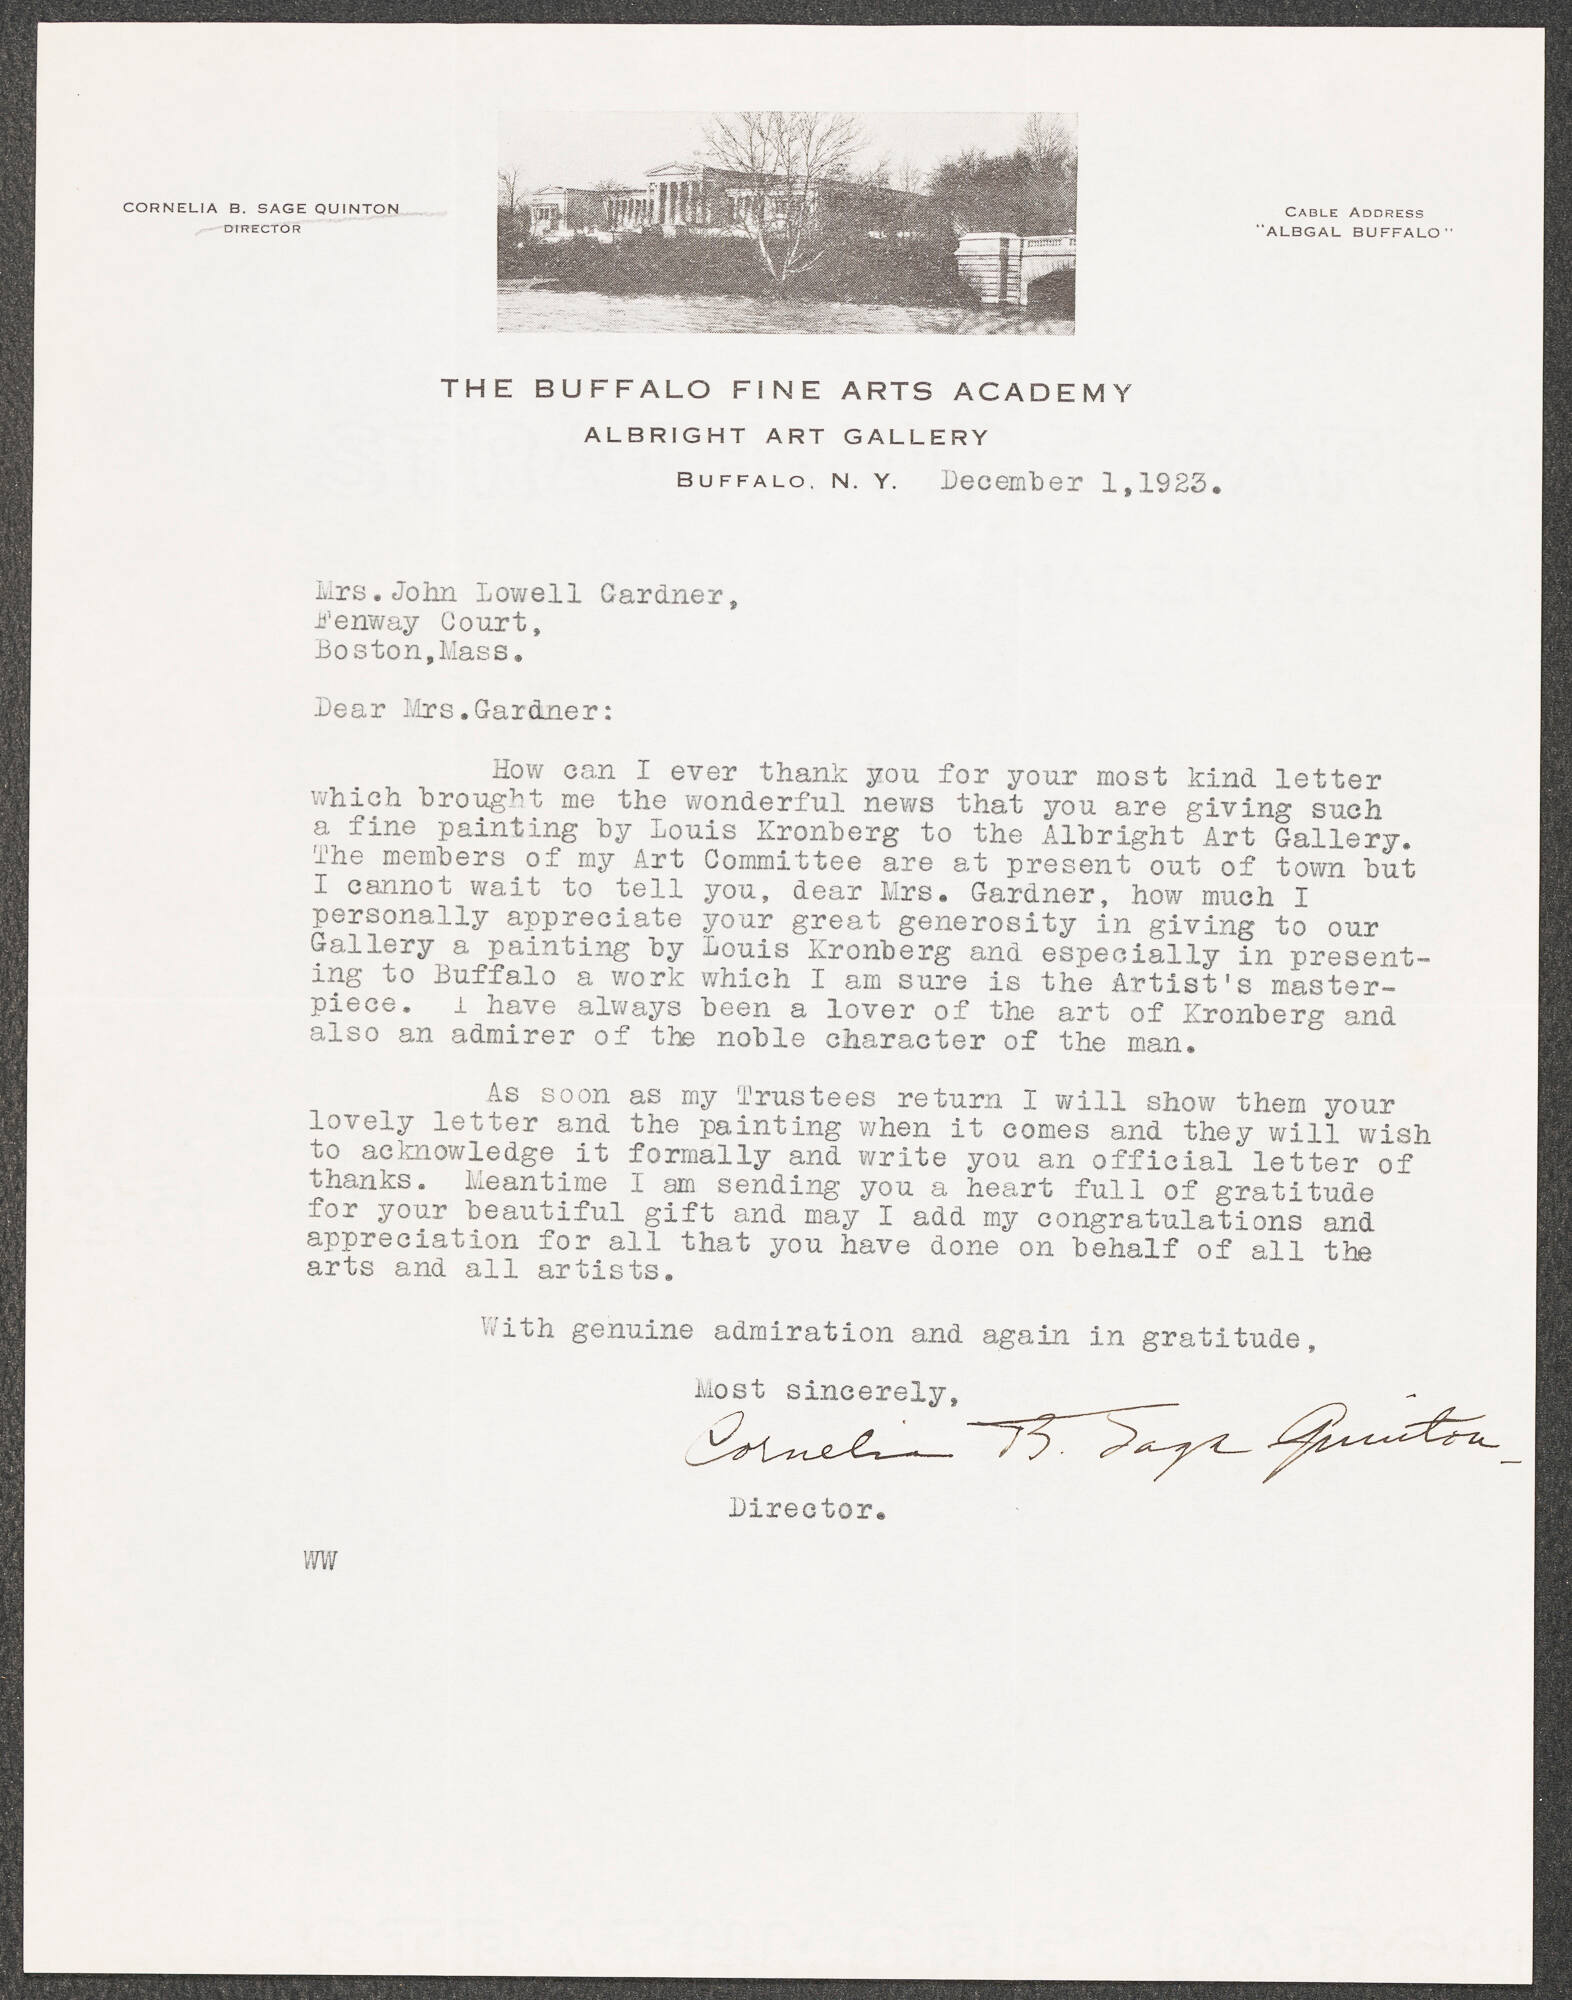 CORNELIA B. SAGE QUINTON
DIRECTOR
CABLE ADDRESS
"ALBGAL BUFFALO"
THE BUFFALO FINE ARTS ACADEMY
ALBRIGHT ART GALLERY
BUFFALO, N. Y. December 1,1923.
Mrs. John Lowell Gardner,
Fenway Court,
Boston,Mass.
Dear Mrs.Gardner:
How can I ever thank you for your most kind letter
which brought me the wonderful news that you are giving such
a fine painting by Louis Kronberg to the Albright Art Gallery.
The members of my Art Committee are at present out of town but
I cannot wait to tell you, dear Mrs. Gardner, how much I
personally appreciate your great generosity in giving to our
Gallery a painting by Louis Kronberg and especially in present-
ing to Buffalo a work which I am sure is the Artist's master-
piece. I have always been a lover of the art of Kronberg and
also an admirer of the noble character of the man.
As soon as my Trustees return I will show them your
lovely letter and the painting when it comes and they will wish
to acknowledge it formally and write you an official letter of
thanks. Meantime I am sending you a heart full of gratitude
for your beautiful gift and may I add my congratulations and
appreciation for all that you have done on behalf of all the
arts and all artists.
With genuine admiration and again in gratitude,
Most sincerely,
Cornelia B. Sage Quinton
Director.
WW